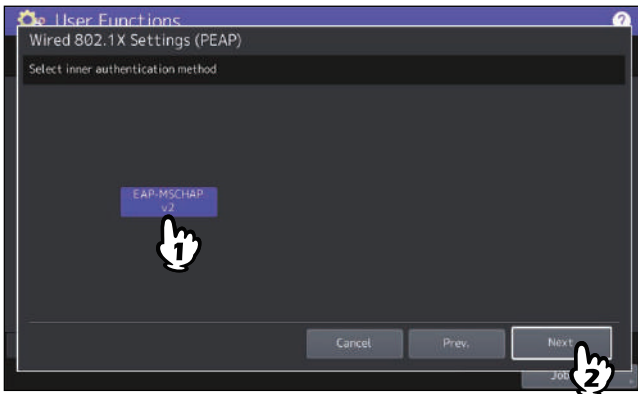 User Functions
?
Wired 802.1X Settings (PEAP)
Select inner authentication method
EAP-MSCHAP
v2
1
Cancel Prev. Next
2